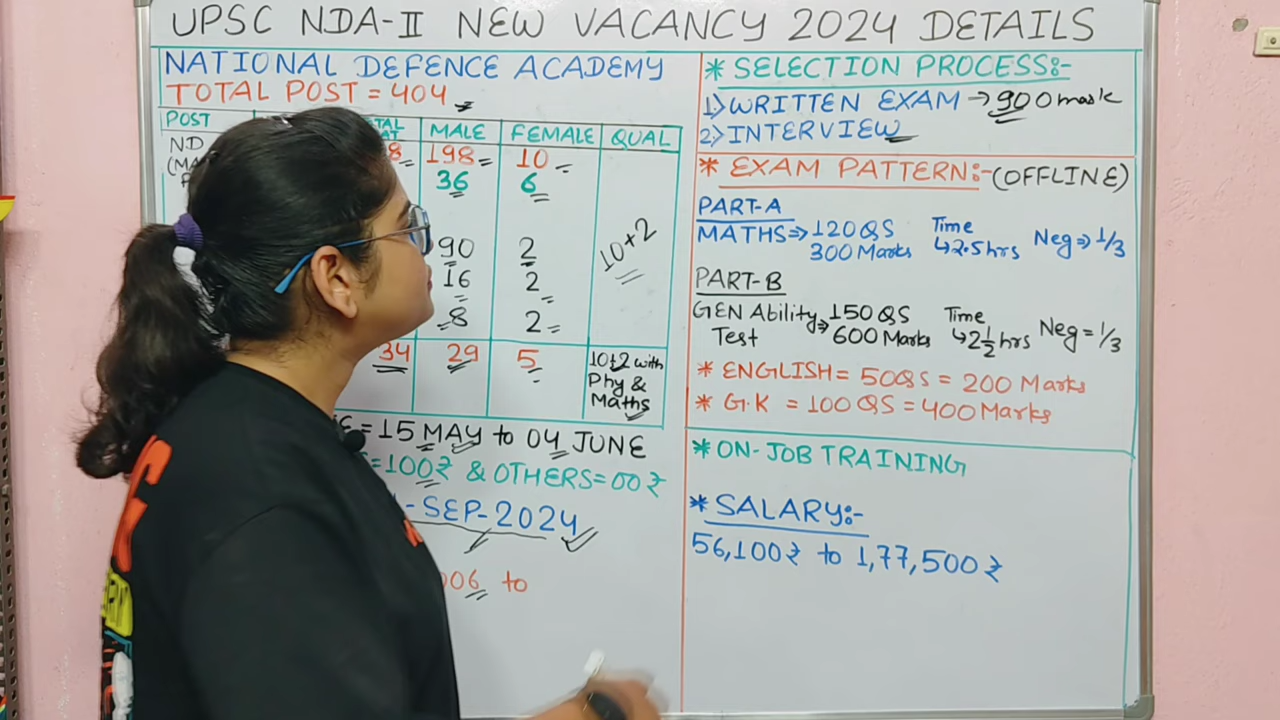 UPSC NDA-II NEW VACANCY 2024 DETAILS
NATIONAL DEFENCE ACADEMY
TOTAL POST = 404
POST MALE FEMALE QUAL
N.D 8 198 10
(MA
36 6
10+2
90 2
16 2
8 2
34 29 5 10+2 with
Phy &
Maths
= 15 MAY to 04 JUNE
=100₹ & OTHERS=00₹
-SEP-2024
006 to
* SELECTION PROCESS:-
1) WRITTEN EXAM → 900 mark
2) INTERVIEW
* EXAM PATTERN:- (OFFLINE)
PART-A
MATHS ⇒ 120 QS Time Neg ⇒ 1/3
300 Marks ↳ 2.5 hrs
PART-B
GEN Ability ⇒ 150 QS Time Neg = 1/3
Test 600 Marks ↳ 2 1/2 hrs
* ENGLISH = 50QS = 200 Marks
* G.K = 100 QS = 400 Marks
* ON-JOB TRAINING
* SALARY:-
56,100₹ to 1,77,500₹